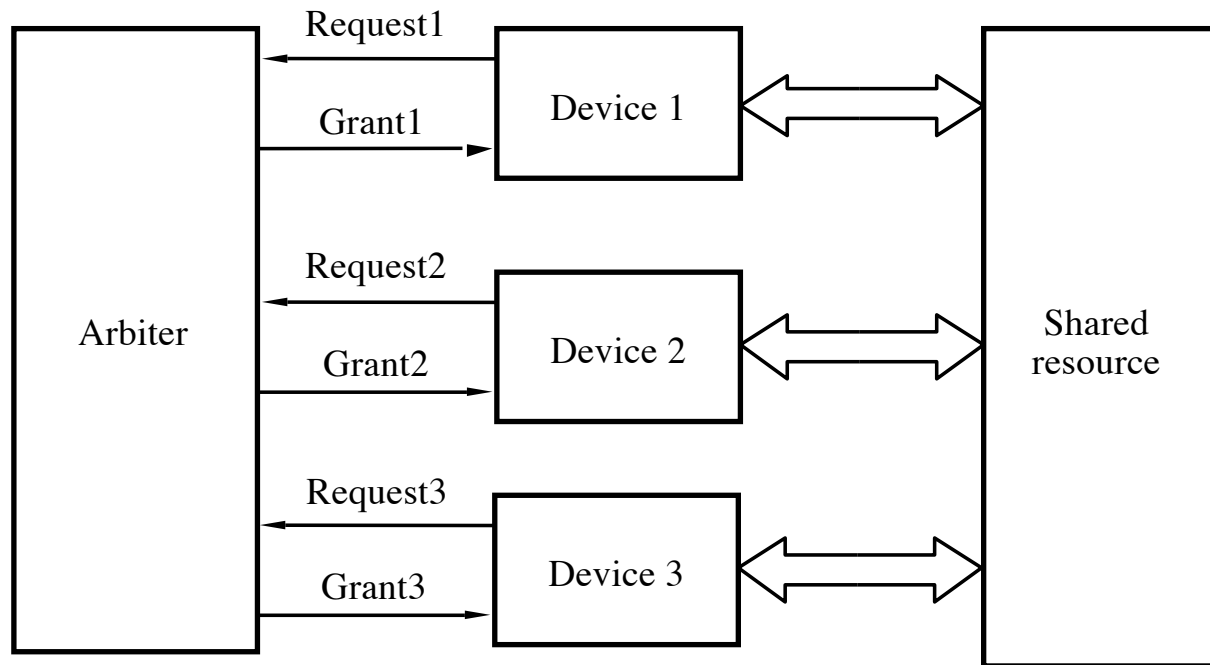 Request1
Grant1
Device 1
Request2
Arbiter
Grant2
Device 2
Shared
resource
Request3
Grant3
Device 3